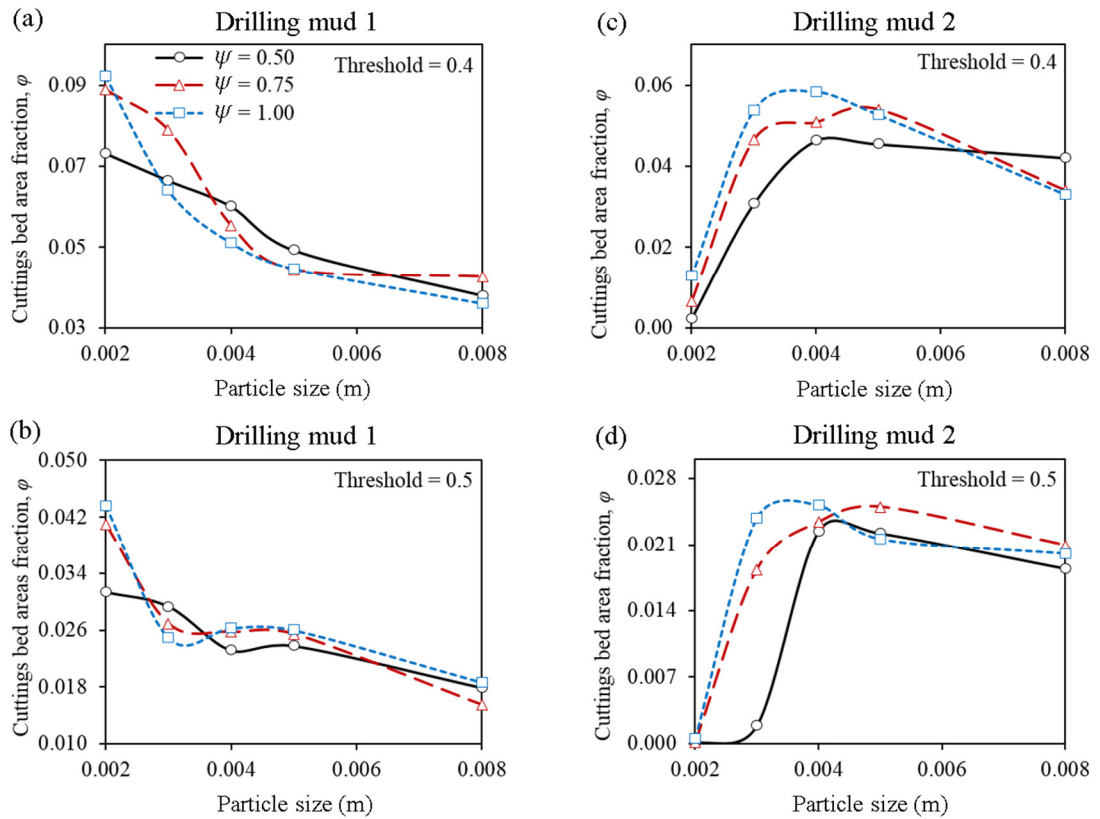 (a)
Drilling mud 1
Cuttings bed area fraction, φ
0.09
0.07
0.05
0.03
ψ = 0.50
ψ = 0.75
ψ = 1.00
Threshold = 0.4
0.002
0.004
0.006
0.008
Particle size (m)
(c)
Drilling mud 2
Cuttings bed area fraction, φ
0.06
0.04
0.02
0.00
Threshold = 0.4
0.002
0.004
0.006
0.008
Particle size (m)
(b)
Drilling mud 1
Cuttings bed areas fraction, φ
0.050
0.042
0.034
0.026
0.018
0.010
Threshold = 0.5
0.002
0.004
0.006
0.008
Particle size (m)
(d)
Drilling mud 2
Cuttings bed area fraction, φ
0.028
0.021
0.014
0.007
0.000
Threshold = 0.5
0.002
0.004
0.006
0.008
Particle size (m)